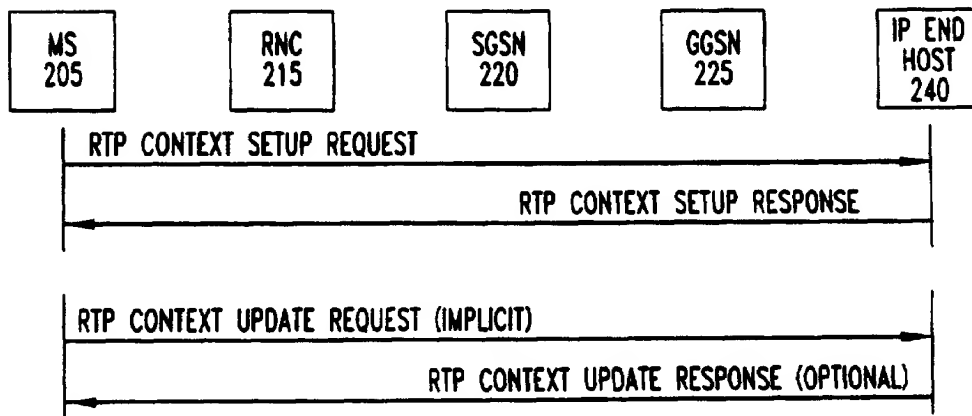 MS
205
RNC
215
SGSN
220
GGSN
225
IP END
HOST
240
RTP CONTEXT SETUP REQUEST
RTP CONTEXT SETUP RESPONSE
RTP CONTEXT UPDATE REQUEST (IMPLICIT)
RTP CONTEXT UPDATE RESPONSE (OPTIONAL)